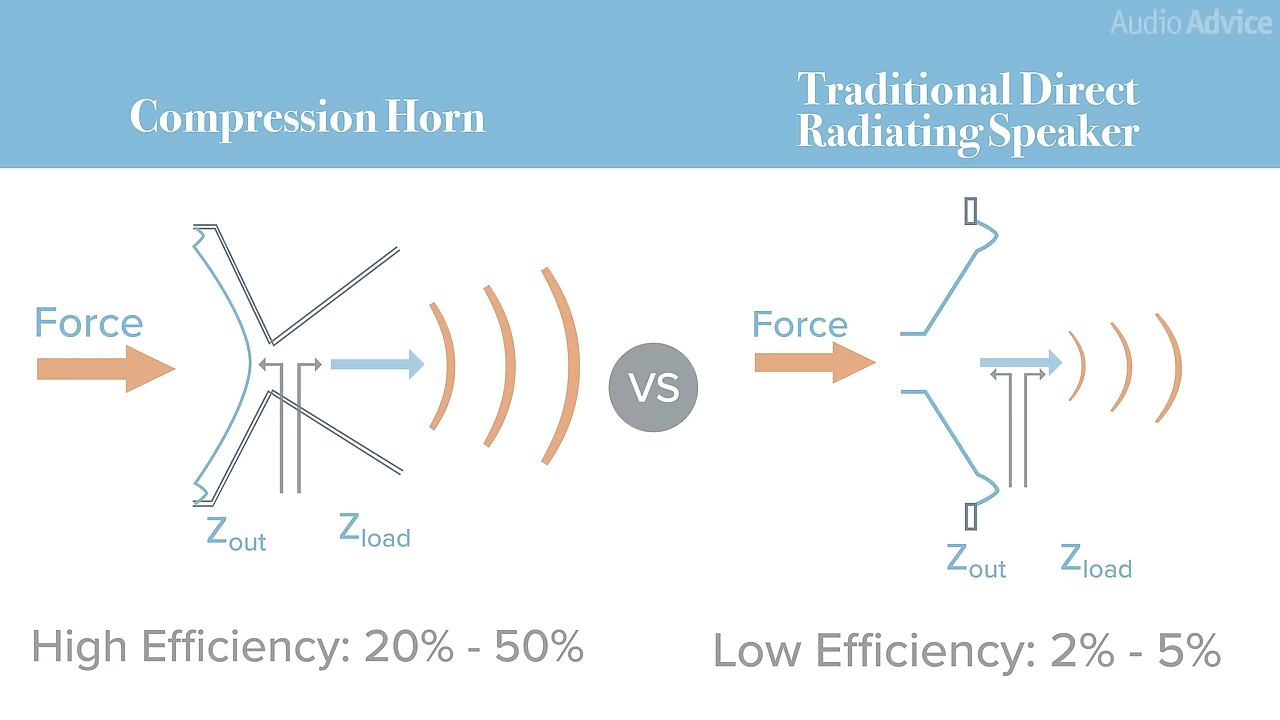 Audio Advice
Compression Horn
Traditional Direct
Radiating Speaker
Force
Zout
Zload
High Efficiency: 20% - 50%
VS
Force
Zout
Zload
Low Efficiency: 2% - 5%